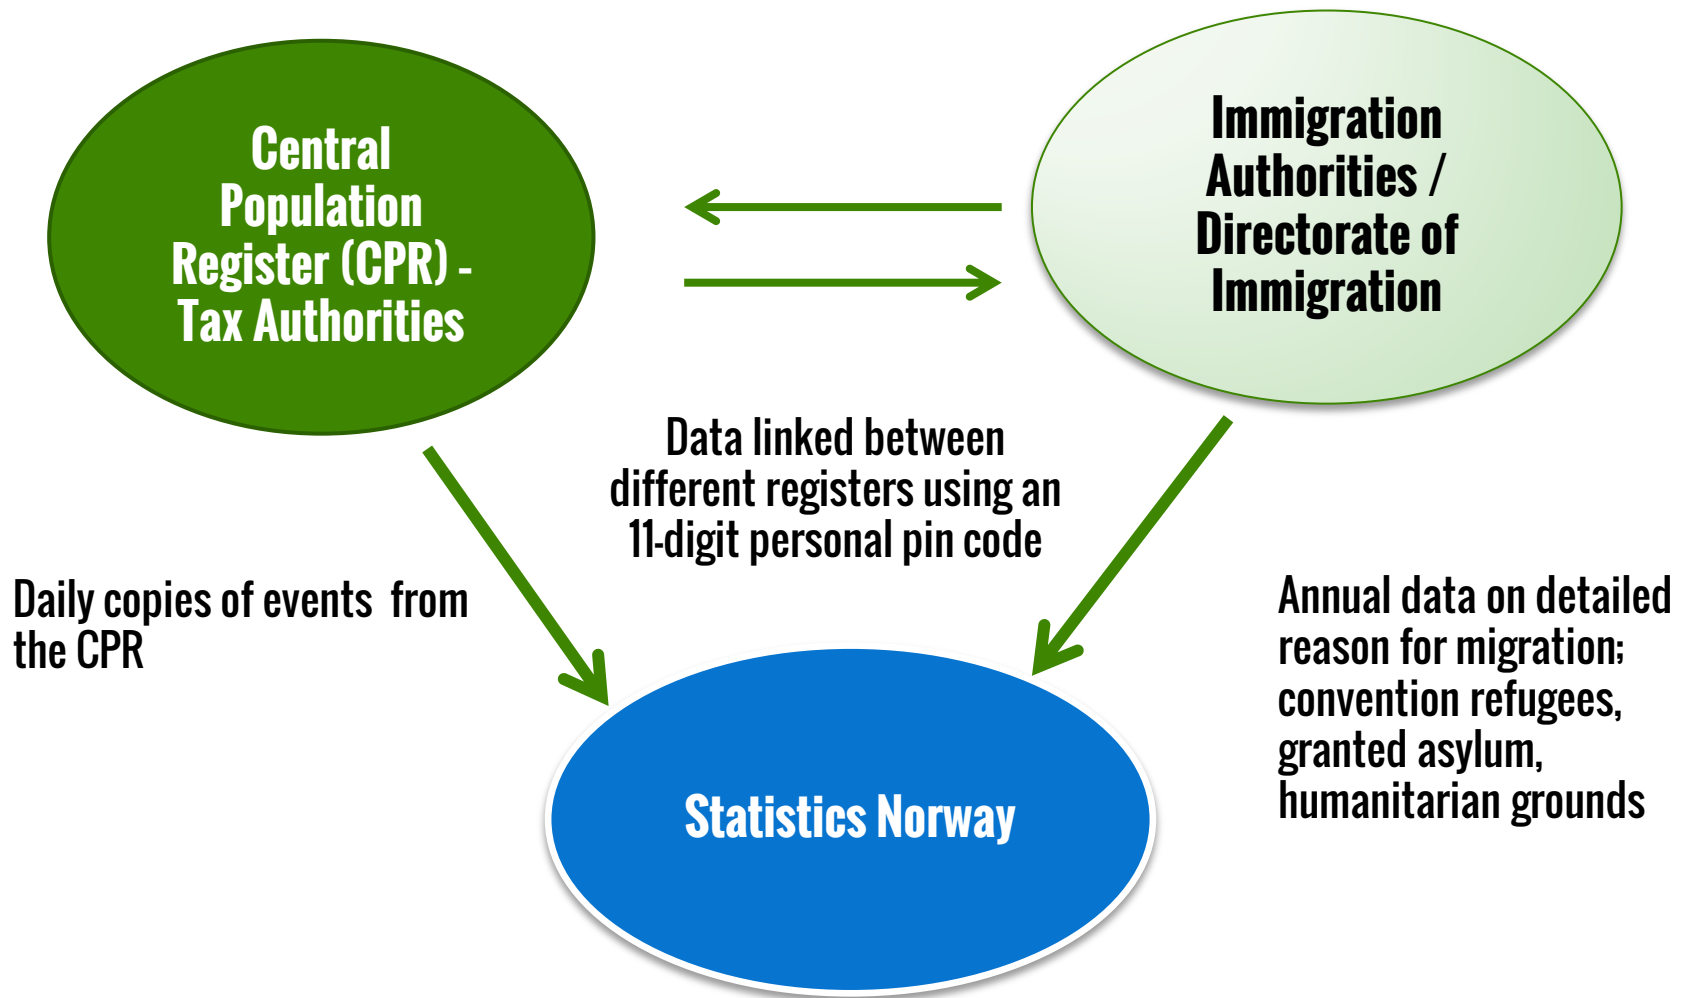 Central
Population
Register (CPR) -
Tax Authorities
Immigration
Authorities /
Directorate of
Immigration
Data linked between
different registers using an
11-digit personal pin code
Daily copies of events  from
the CPR
Annual data on detailed
reason for migration;
convention refugees,
granted asylum,
humanitarian grounds
Statistics Norway